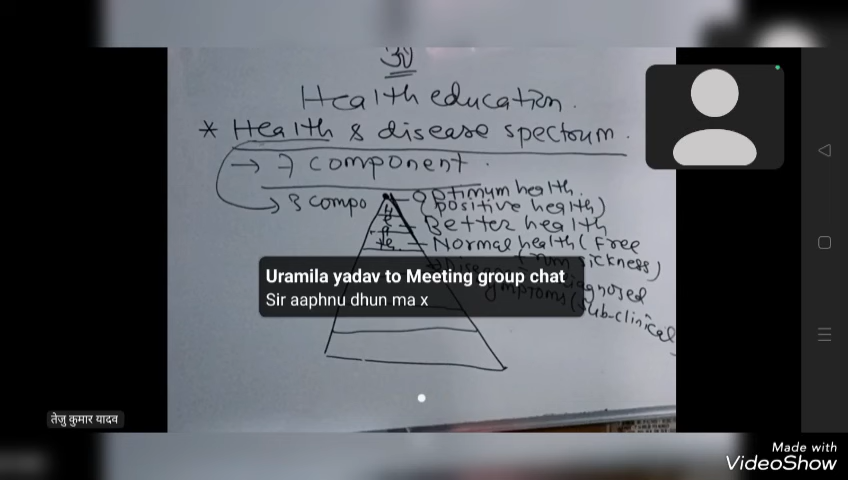 Health education.
* Health & disease spectrum.
→ 7 component.
→ 3 compo
Optimum health.
(positive health)
Better health
Normal health (Free
from sickness)
Uramila yadav to Meeting group chat
Sir aaphnu dhun ma x
diagnosed
symptoms (sub-clinical
तेजु कुमार यादव
Made with
VideoShow